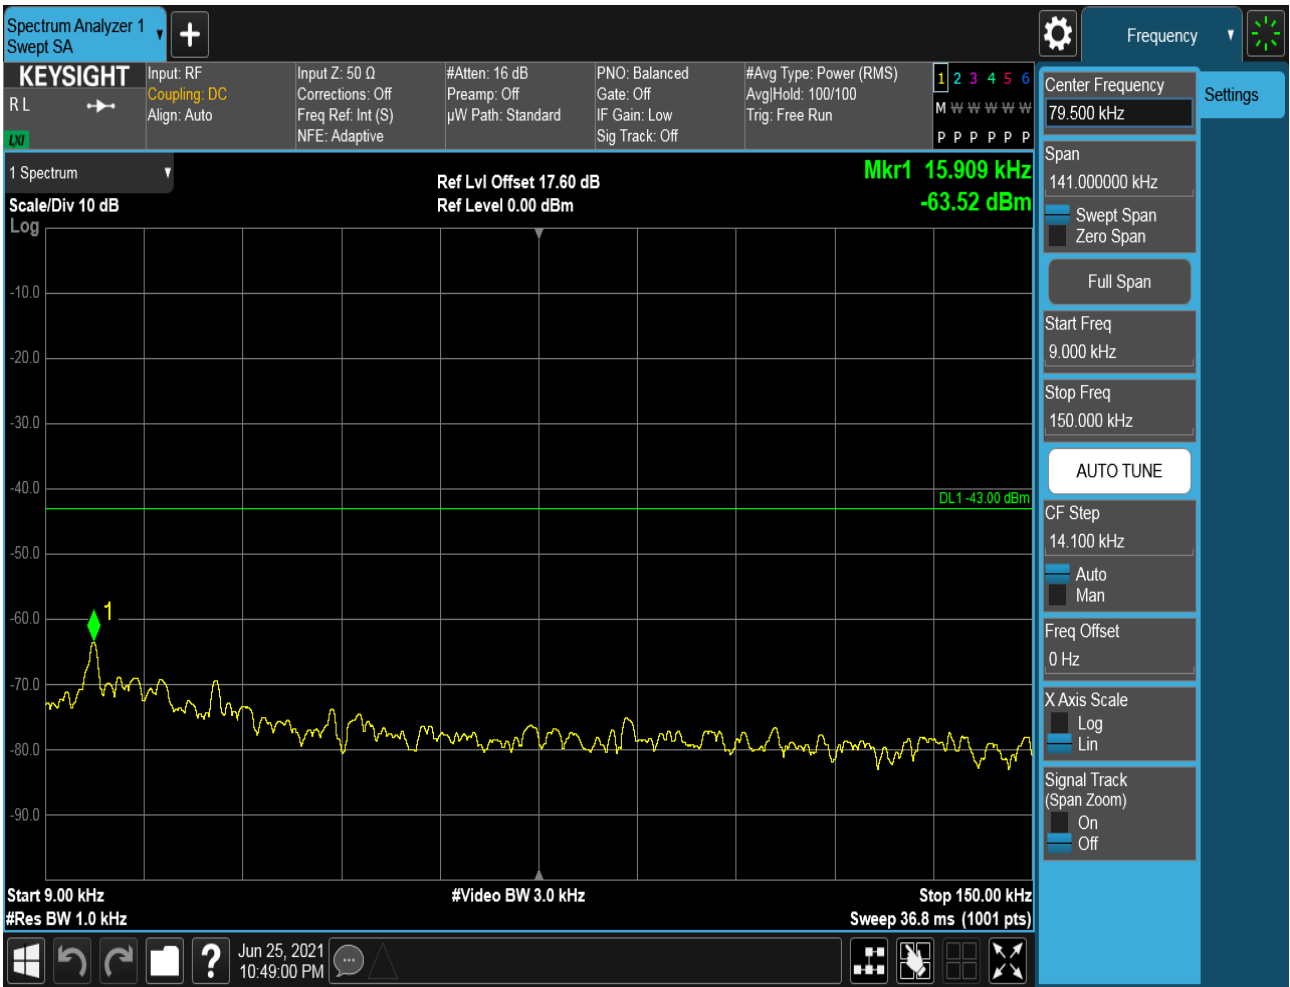 Spectrum Analyzer 1
Swept SA
Frequency
KEYSIGHT
R L
LXI
Input: RF
Coupling: DC
Align: Auto
Input Z: 50 Ω
Corrections: Off
Freq Ref: Int (S)
NFE: Adaptive
#Atten: 16 dB
Preamp: Off
µW Path: Standard
PNO: Balanced
Gate: Off
IF Gain: Low
Sig Track: Off
#Avg Type: Power (RMS)
Avg|Hold: 100/100
Trig: Free Run
1 2 3 4 5 6
M W W W W W
P P P P P P
1 Spectrum
Scale/Div 10 dB
Log
Ref Lvl Offset 17.60 dB
Ref Level 0.00 dBm
Mkr1 15.909 kHz
-63.52 dBm
-10.0
-20.0
-30.0
-40.0
DL1 -43.00 dBm
-50.0
-60.0
1
-70.0
-80.0
-90.0
Start 9.00 kHz
#Res BW 1.0 kHz
#Video BW 3.0 kHz
Stop 150.00 kHz
Sweep 36.8 ms (1001 pts)
Center Frequency
79.500 kHz
Settings
Span
141.000000 kHz
Swept Span
Zero Span
Full Span
Start Freq
9.000 kHz
Stop Freq
150.000 kHz
AUTO TUNE
CF Step
14.100 kHz
Auto
Man
Freq Offset
0 Hz
X Axis Scale
Log
Lin
Signal Track
(Span Zoom)
On
Off
?
Jun 25, 2021
10:49:00 PM